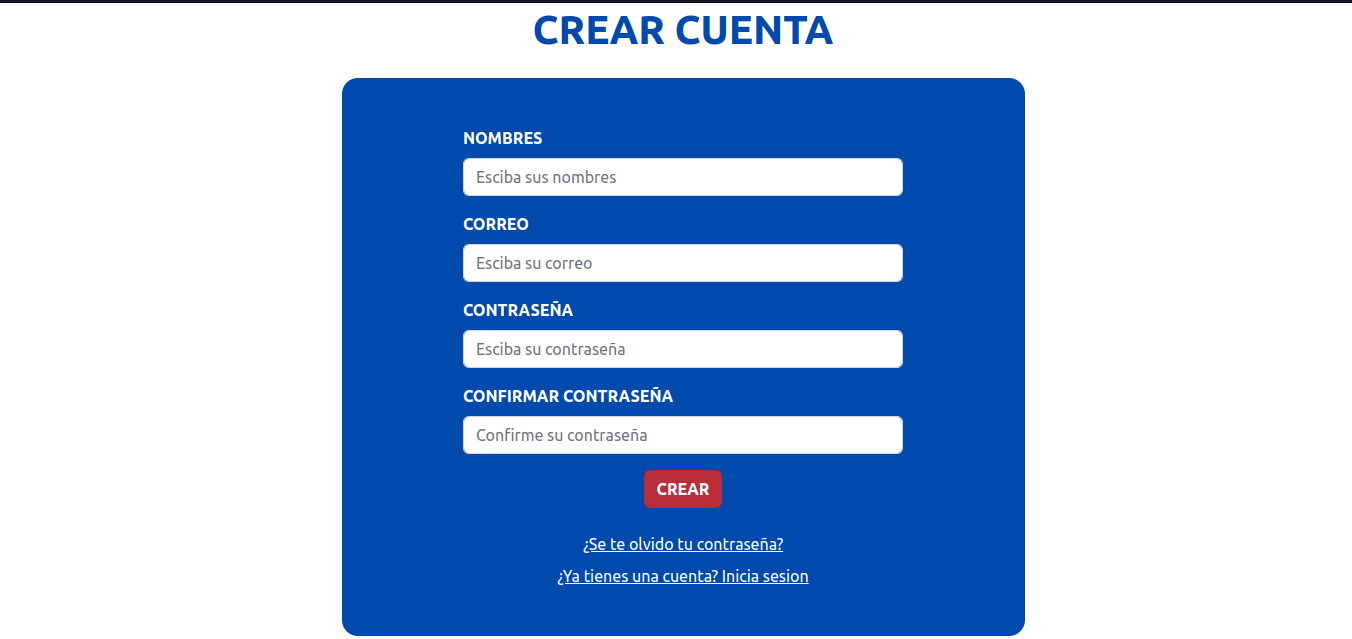 CREAR CUENTA
NOMBRES
Esciba sus nombres
CORREO
Esciba su correo
CONTRASEÑA
Esciba su contraseña
CONFIRMAR CONTRASEÑA
Confirme su contraseña
CREAR
¿Se te olvido tu contraseña?
¿Ya tienes una cuenta? Inicia sesion